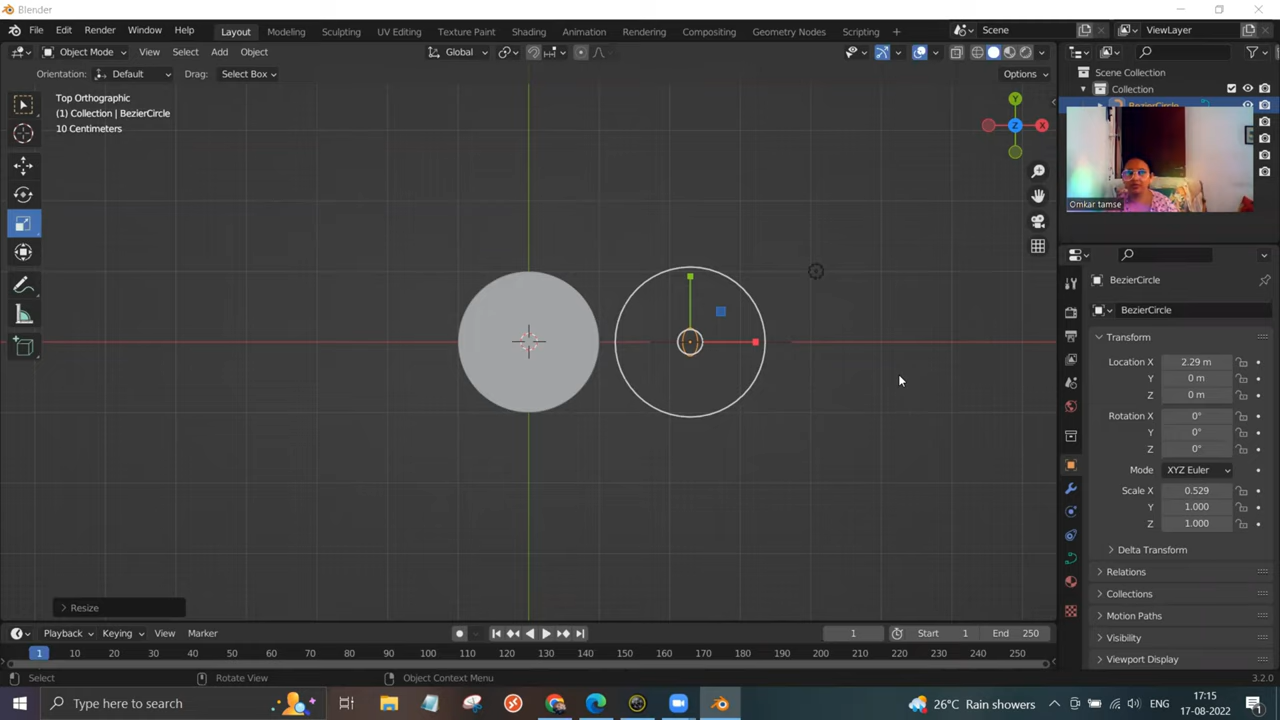 Blender
File Edit Render Window Help Layout Modeling Sculpting UV Editing Texture Paint Shading Animation Rendering Compositing Geometry Nodes Scripting + Scene ViewLayer
Object Mode View Select Add Object Global
Orientation: Default Drag: Select Box Options
Scene Collection
Collection
BezierCircle
Top Orthographic
(1) Collection | BezierCircle
10 Centimeters
Y
Z
X
Omkar tamse
BezierCircle
BezierCircle
Transform
Location X 2.29 m
Y 0 m
Z 0 m
Rotation X 0°
Y 0°
Z 0°
Mode XYZ Euler
Scale X 0.529
Y 1.000
Z 1.000
Delta Transform
Relations
Collections
Motion Paths
Visibility
Viewport Display
Resize
Playback Keying View Marker 1 Start 1 End 250
1 10 20 30 40 50 60 70 80 90 100 110 120 130 140 150 160 170 180 190 200 210 220 230 240 250
Select Rotate View Object Context Menu 3.2.0
Type here to search 26°C Rain showers ENG 17:15
17-08-2022 1